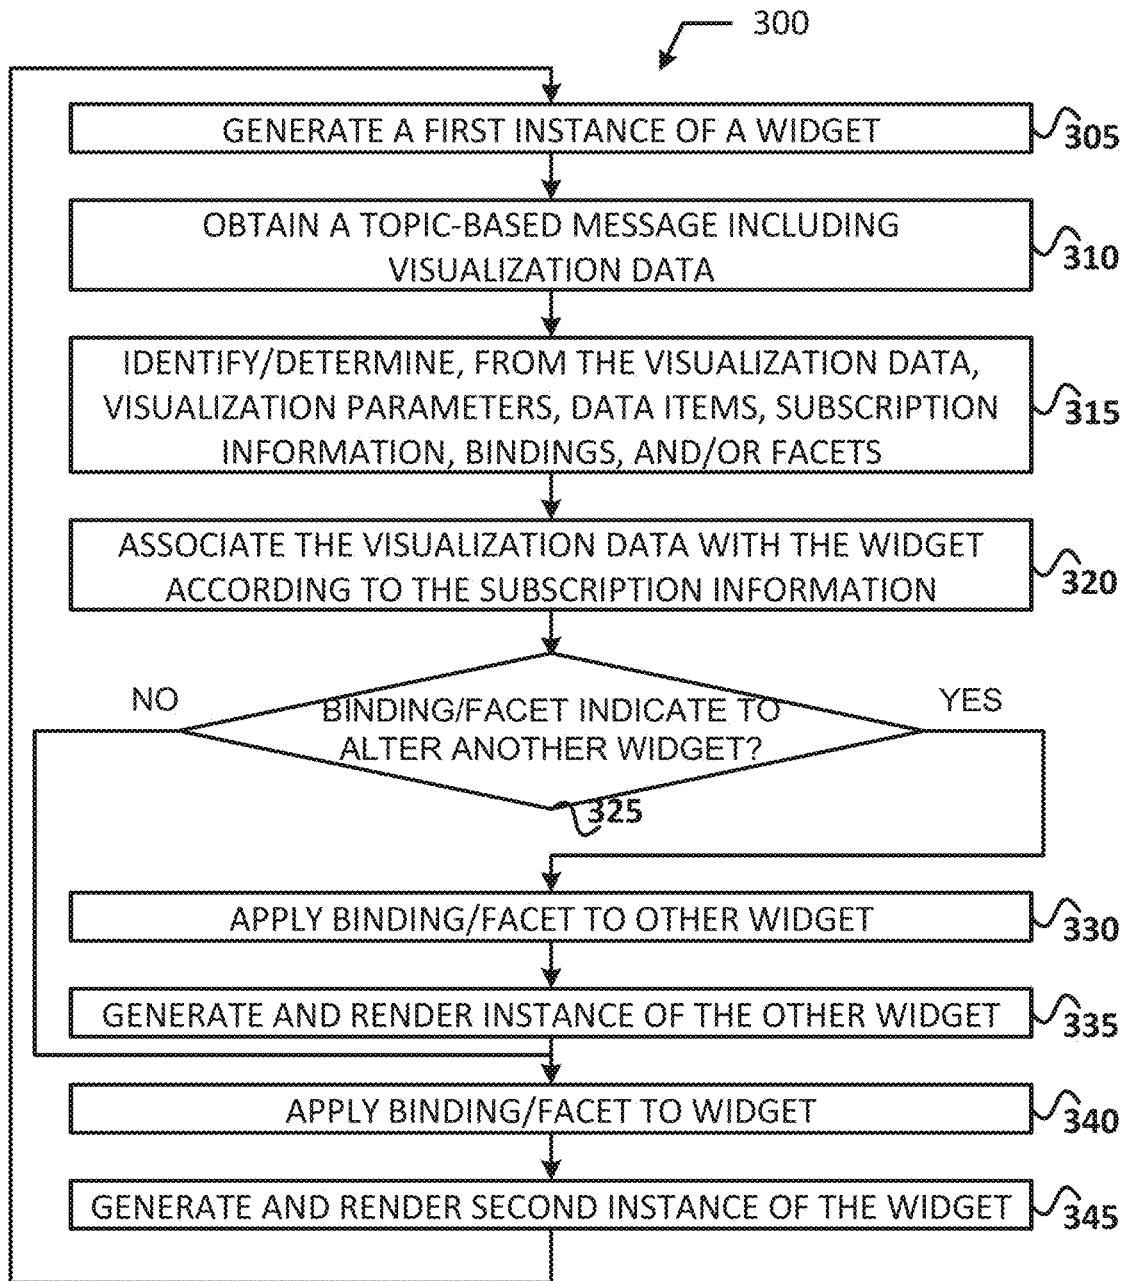 300
GENERATE A FIRST INSTANCE OF A WIDGET
305
OBTAIN A TOPIC-BASED MESSAGE INCLUDING
VISUALIZATION DATA
310
IDENTIFY/DETERMINE, FROM THE VISUALIZATION DATA,
VISUALIZATION PARAMETERS, DATA ITEMS, SUBSCRIPTION
INFORMATION, BINDINGS, AND/OR FACETS
315
ASSOCIATE THE VISUALIZATION DATA WITH THE WIDGET
ACCORDING TO THE SUBSCRIPTION INFORMATION
320
NO
BINDING/FACET INDICATE TO
ALTER ANOTHER WIDGET?
YES
325
APPLY BINDING/FACET TO OTHER WIDGET
330
GENERATE AND RENDER INSTANCE OF THE OTHER WIDGET
335
APPLY BINDING/FACET TO WIDGET
340
GENERATE AND RENDER SECOND INSTANCE OF THE WIDGET
345